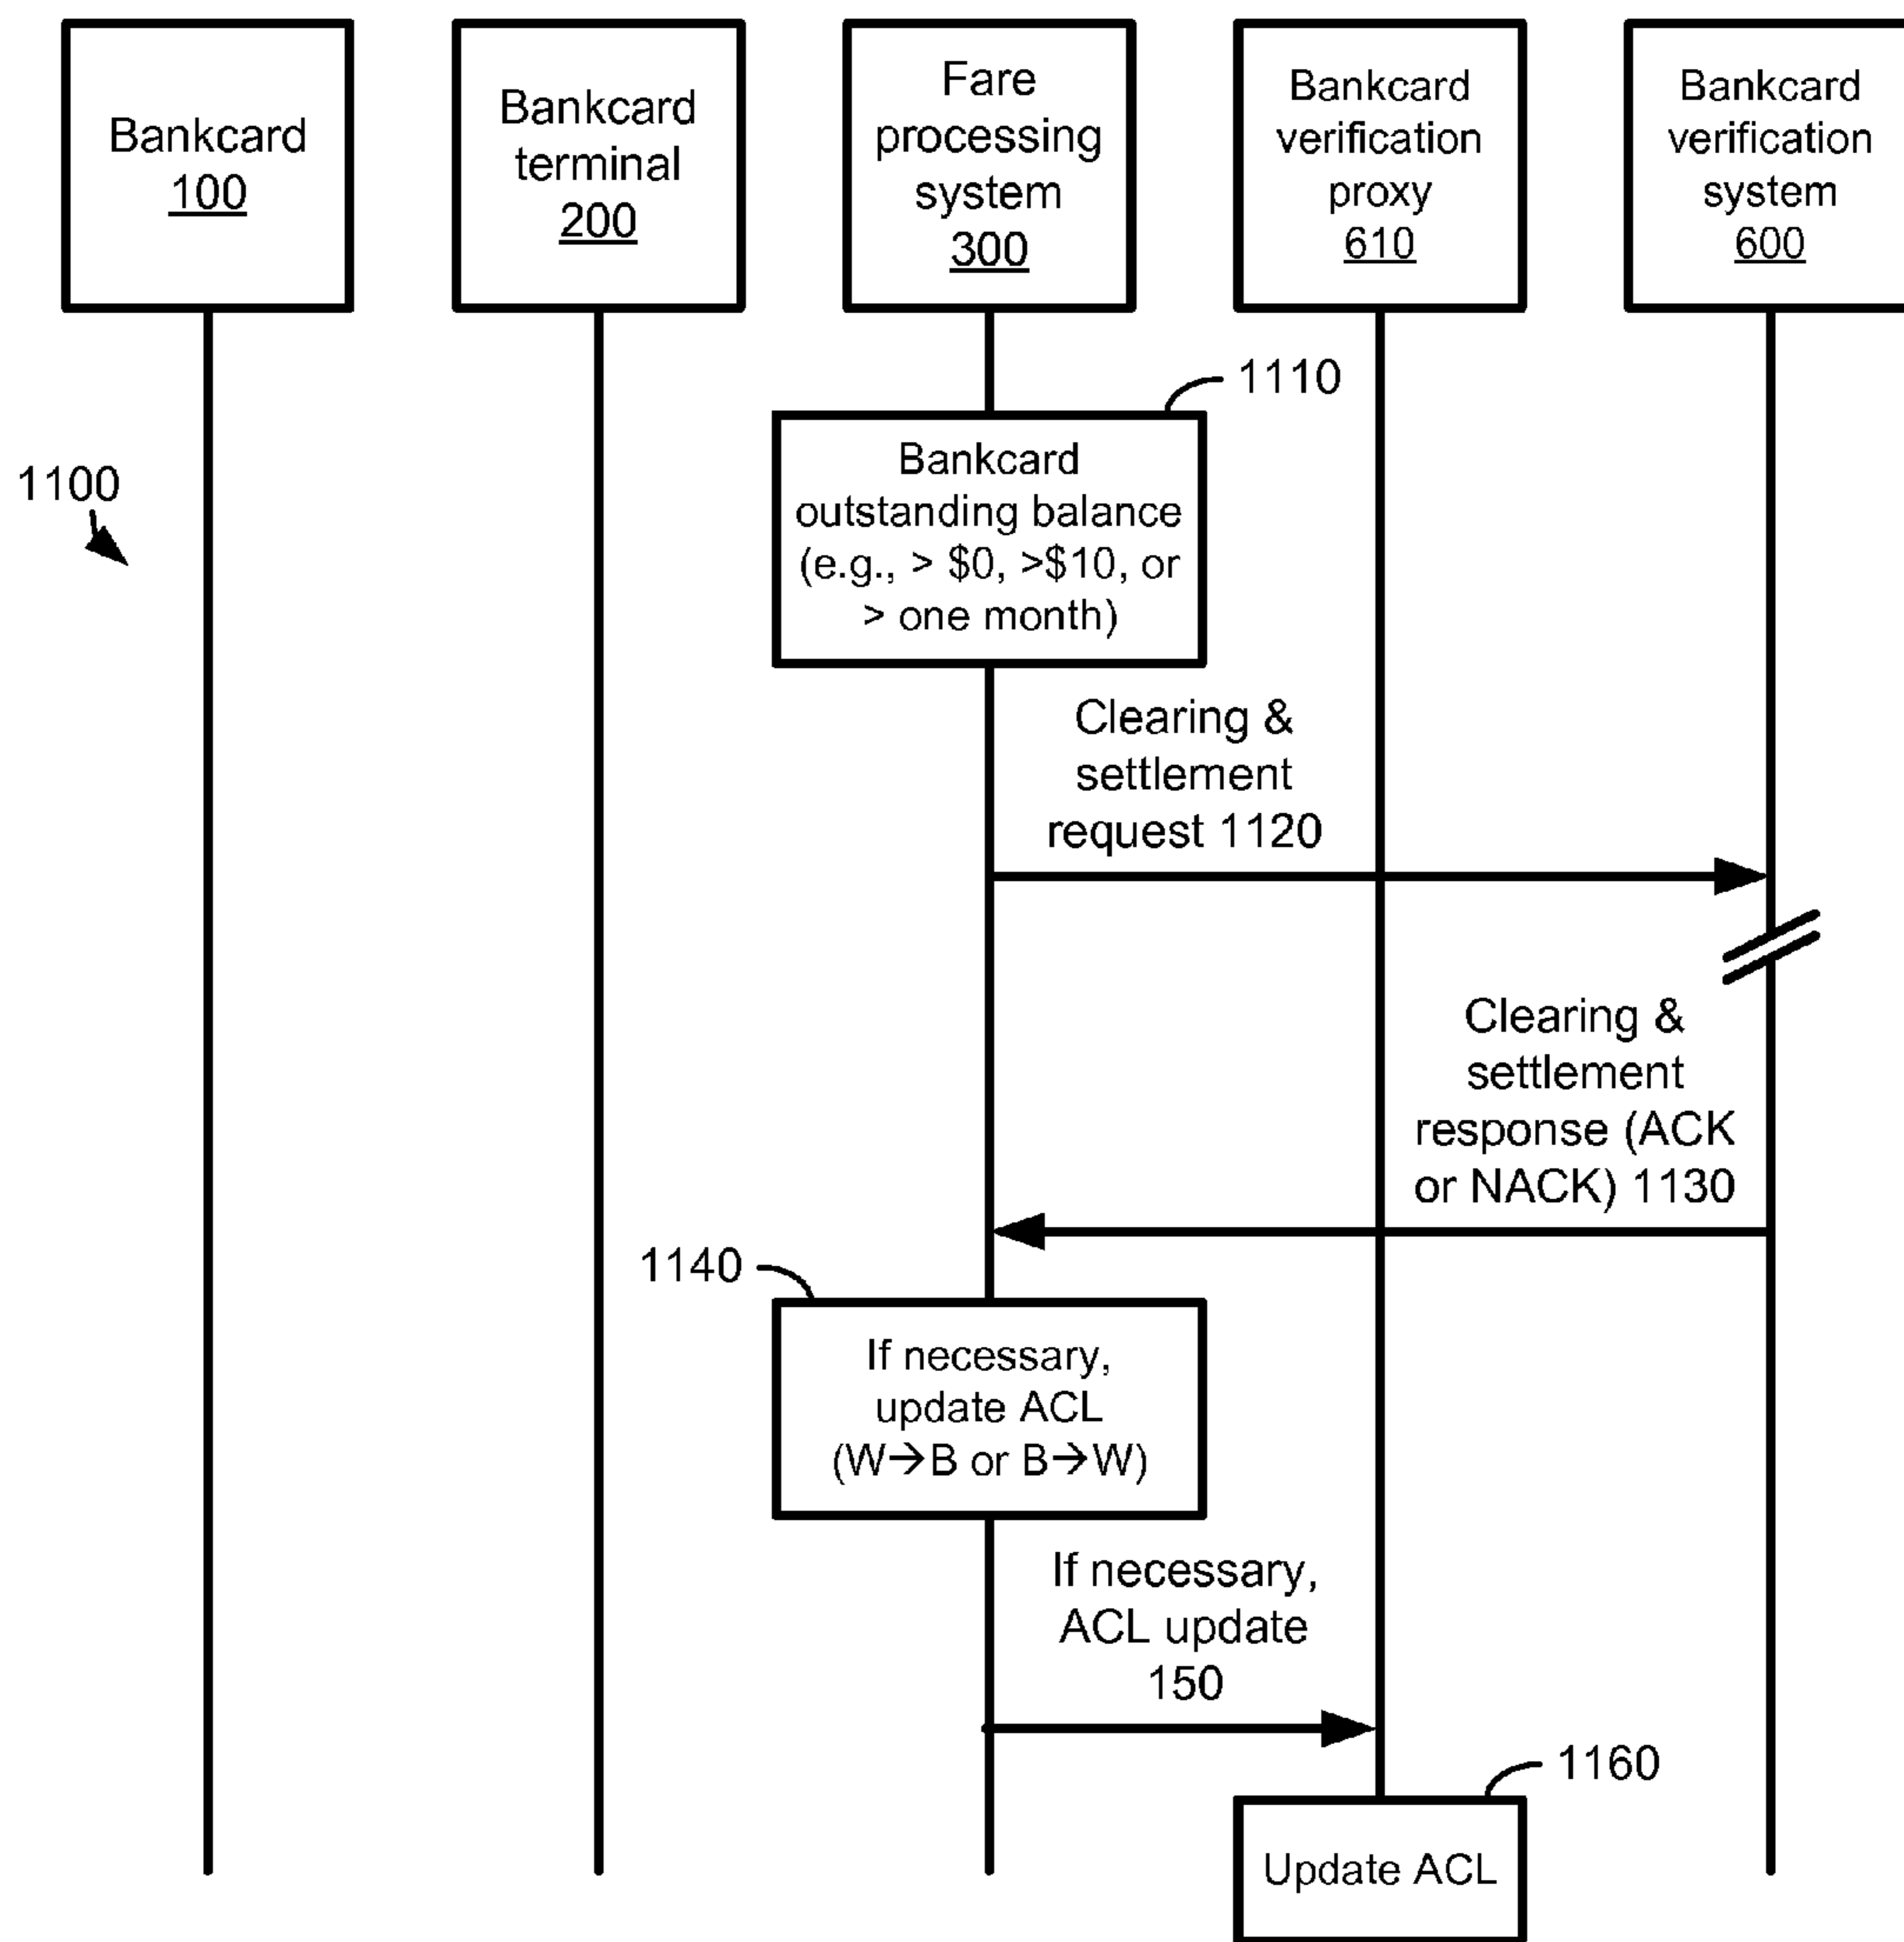 Bankcard
100
Bankcard
terminal
200
Fare
processing
system
300
Bankcard
verification
proxy
610
Bankcard
verification
system
600
1110
Bankcard
outstanding balance
(e.g., > $0, >$10, or
> one month)
1100
Clearing &
settlement
request 1120
Clearing &
settlement
response (ACK
or NACK) 1130
1140
If necessary,
update ACL
(W→B or B→W)
If necessary,
ACL update
150
1160
Update ACL